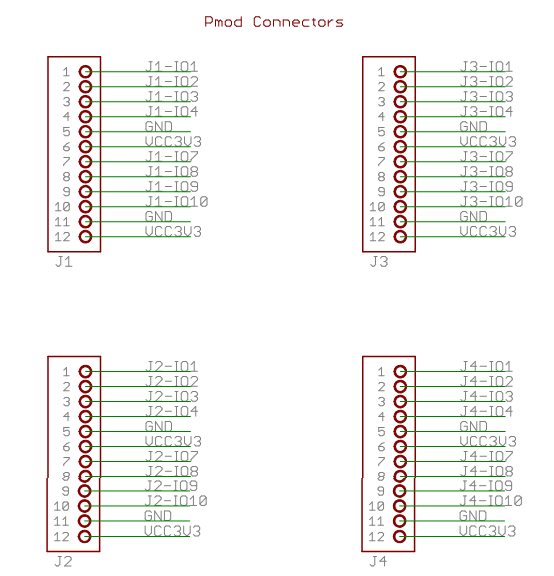 Pmod Connectors
1 J1-IO1
2 J1-IO2
3 J1-IO3
4 J1-IO4
5 GND
6 VCC3V3
7 J1-IO7
8 J1-IO8
9 J1-IO9
10 J1-IO10
11 GND
12 VCC3V3
J1
1 J3-IO1
2 J3-IO2
3 J3-IO3
4 J3-IO4
5 GND
6 VCC3V3
7 J3-IO7
8 J3-IO8
9 J3-IO9
10 J3-IO10
11 GND
12 VCC3V3
J3
1 J2-IO1
2 J2-IO2
3 J2-IO3
4 J2-IO4
5 GND
6 VCC3V3
7 J2-IO7
8 J2-IO8
9 J2-IO9
10 J2-IO10
11 GND
12 VCC3V3
J2
1 J4-IO1
2 J4-IO2
3 J4-IO3
4 J4-IO4
5 GND
6 VCC3V3
7 J4-IO7
8 J4-IO8
9 J4-IO9
10 J4-IO10
11 GND
12 VCC3V3
J4